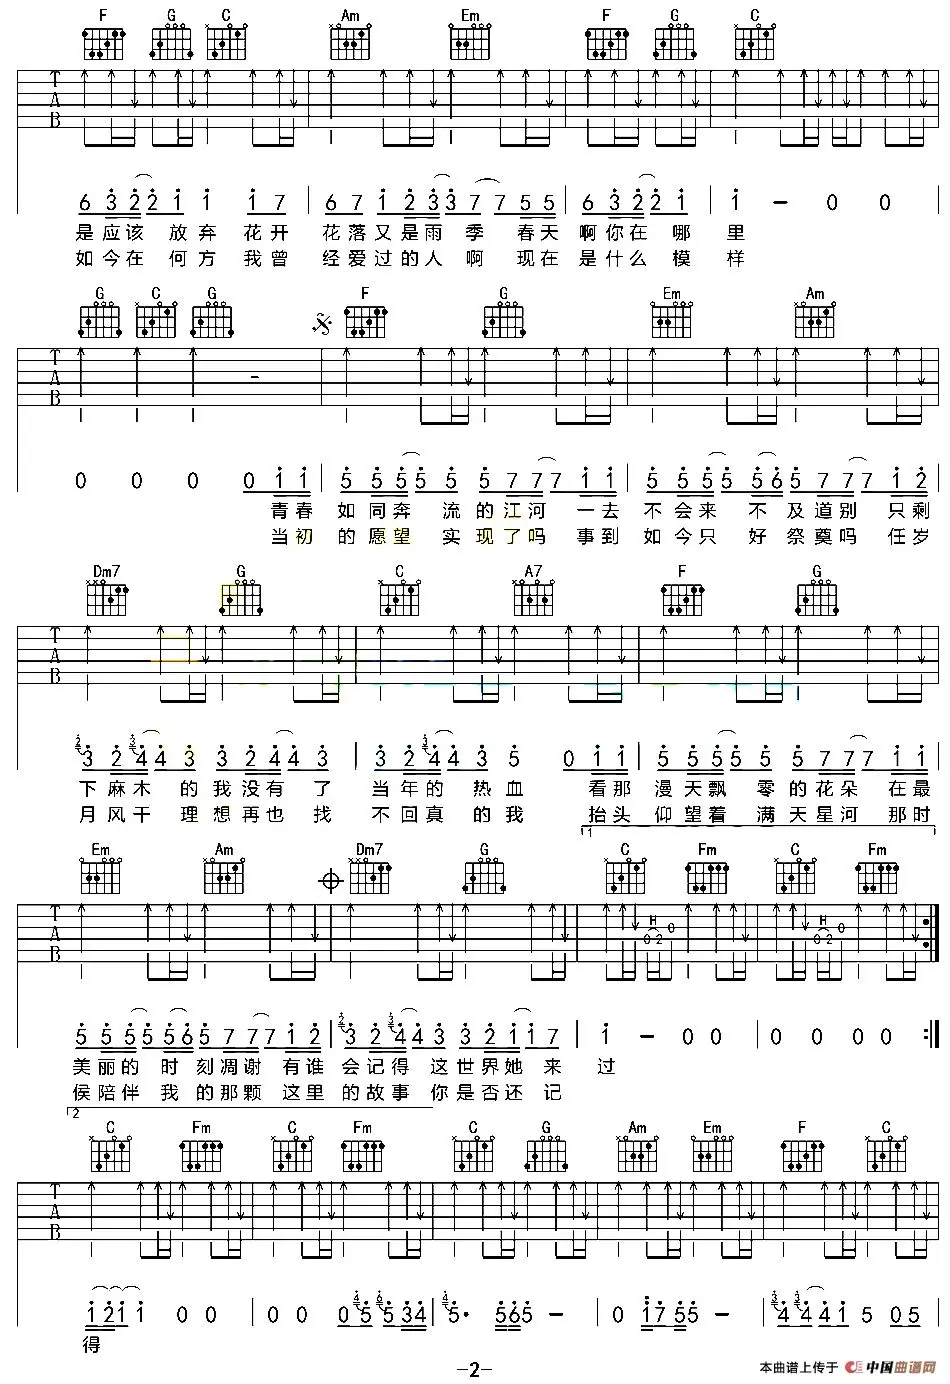 F G C Am Em F G C
T A B
6 3 2 2 1 1 1 7 6 7 1 2 3 3 7 7 5 5 6 3 2 2 1 1 - 0 0
是应该 放弃 花开 花落又是雨 季 春天啊你在 哪 里
如今在 何方 我曾 经爱过的人 啊 现在是什么 模 样
G C G F G Em Am
T A B
0 0 0 0 1 1 5 5 5 5 5 5 7 7 7 1 1 5 5 5 5 5 6 5 7 7 7 1 2
青春 如同奔 流的江河 一去 不会来 不及道别 只剩
当初 的愿望 实现了吗 事到 如今只 好祭奠吗 任岁
Dm7 G C A7 F G
T A B
3 2 4 4 3 3 2 4 4 3 3 2 4 4 3 5 0 1 1 5 5 5 5 5 5 7 7 7 1 1
下麻木 的我没有 了 当年的 热血 看那 漫天飘 零的花朵 在最
月风干 理想再也 找 不回真 的我 抬头 仰望着 满天星河 那时
1
Em Am Dm7 G C Fm C Fm
T A B H 0 2 0 H 0 2 0
5 5 5 5 5 6 5 7 7 7 1 2 3 2 4 4 3 3 2 1 1 7 1 - 0 0 0 0 0 0
美丽的 时刻凋谢 有谁 会记得 这世界她 来 过
侯陪伴 我的那颗 这里 的故事 你是否还 记
2
C Fm C Fm C G Am Em F C
T A B
1 2 1 1 0 0 0 0 0 5 5 3 4 5· 5 6 5 - 0 1 7 5 5 - 4 4 4 1 5 0 5
得
-2-
本曲谱上传于 中国曲谱网